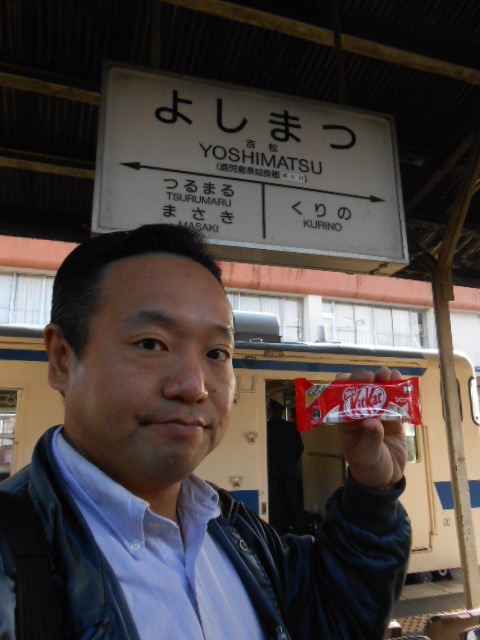 よしまつ
吉松
YOSHIMATSU
(鹿児島県姶良郡
つるまる
TSURUMARU
まさき
MASAKI
くりの
KURINO
KitKat